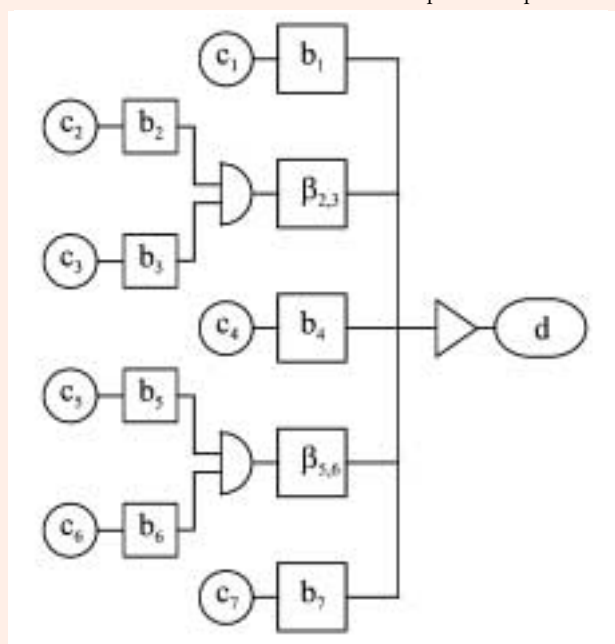 c₁ b₁
c₂ b₂
β₂,₃
c₃ b₃
c₄ b₄ d
c₅ b₅
β₅,₆
c₆ b₆
c₇ b₇